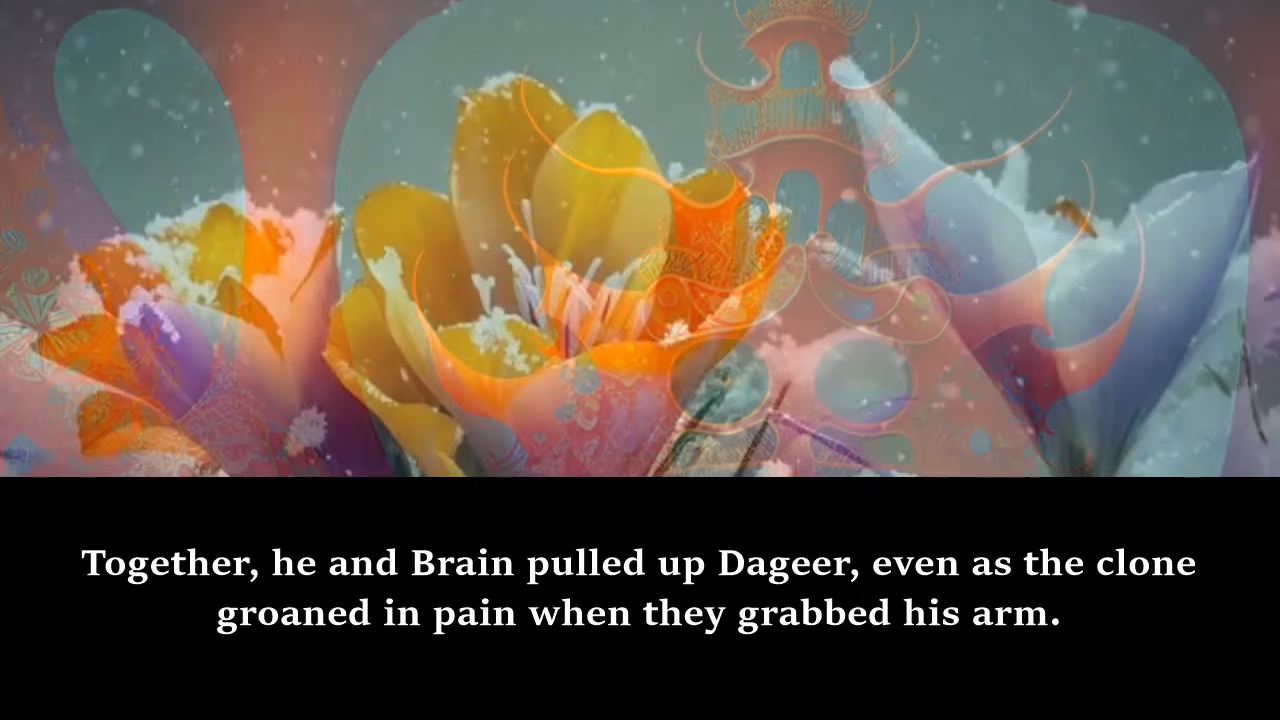 Together, he and Brain pulled up Dageer, even as the clone
groaned in pain when they grabbed his arm.